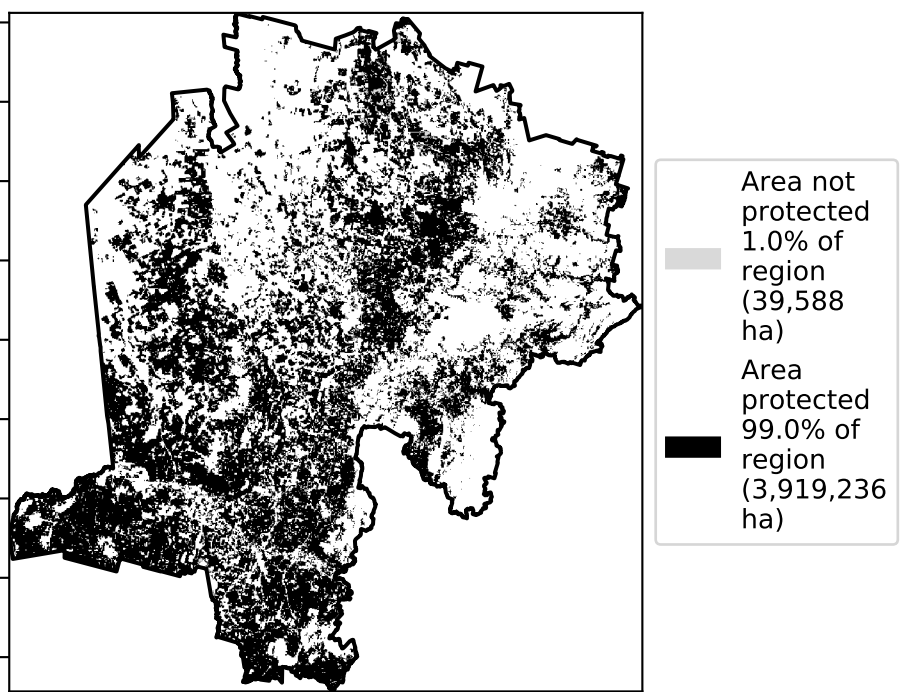 Area not
protected
1.0% of
region
(39,588
ha)
Area
protected
99.0% of
region
(3,919,236
ha)